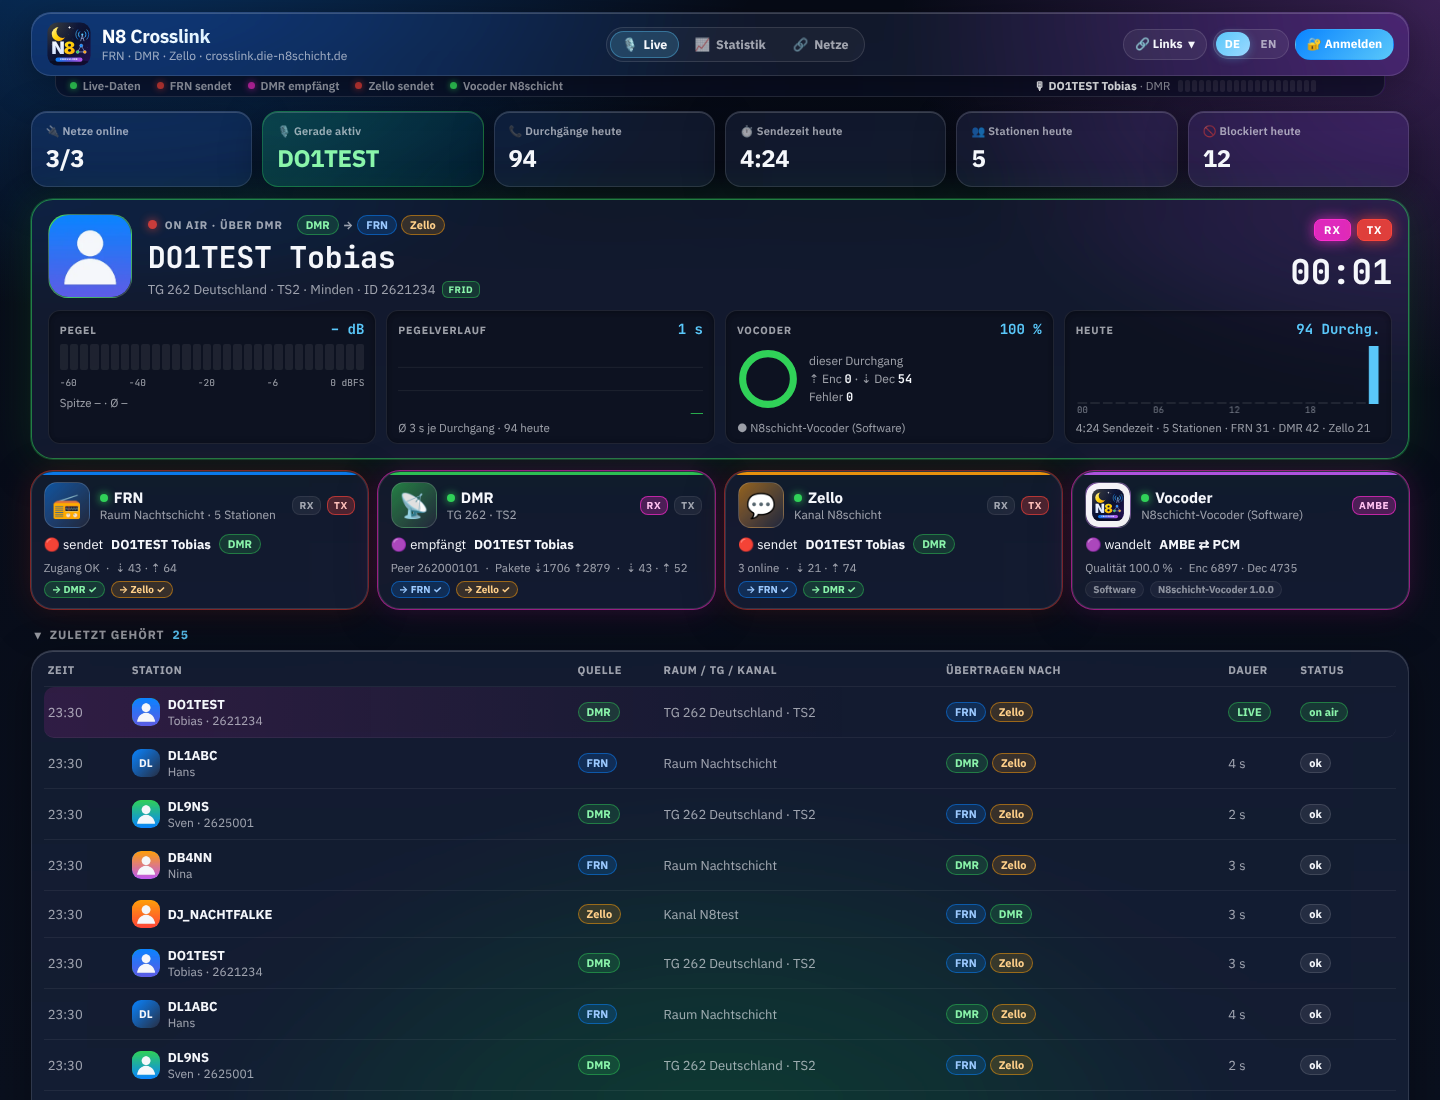 N8 Crosslink
FRN · DMR · Zello · crosslink.die-n8schicht.de
Live
Statistik
Netze
Links ▾
DE
EN
Anmelden
Live-Daten
FRN sendet
DMR empfängt
Zello sendet
Vocoder N8schicht
DO1TEST Tobias · DMR
Netze online
3/3
Gerade aktiv
DO1TEST
Durchgänge heute
94
Sendezeit heute
4:24
Stationen heute
5
Blockiert heute
12
ON AIR · ÜBER DMR DMR → FRN Zello
DO1TEST Tobias
TG 262 Deutschland · TS2 · Minden · ID 2621234 FRID
RX TX
00:01
PEGEL – dB
-60 -40 -20 -6 0 dBFS
Spitze – · Ø –
PEGELVERLAUF 1 s
Ø 3 s je Durchgang · 94 heute
VOCODER 100 %
dieser Durchgang
↑ Enc 0 · ↓ Dec 54
Fehler 0
N8schicht-Vocoder (Software)
HEUTE 94 Durchg.
00 06 12 18
4:24 Sendezeit · 5 Stationen · FRN 31 · DMR 42 · Zello 21
FRN
Raum Nachtschicht · 5 Stationen
RX TX
sendet DO1TEST Tobias DMR
Zugang OK · ↓ 43 · ↑ 64
→ DMR ✓ → Zello ✓
DMR
TG 262 · TS2
RX TX
empfängt DO1TEST Tobias
Peer 262000101 · Pakete ↓1706 ↑2879 · ↓ 43 · ↑ 52
→ FRN ✓ → Zello ✓
Zello
Kanal N8schicht
RX TX
sendet DO1TEST Tobias DMR
3 online · ↓ 21 · ↑ 74
→ FRN ✓ → DMR ✓
Vocoder
N8schicht-Vocoder (Software)
AMBE
wandelt AMBE ⇄ PCM
Qualität 100.0 % · Enc 6897 · Dec 4735
Software N8schicht-Vocoder 1.0.0
▾ ZULETZT GEHÖRT 25
ZEIT STATION QUELLE RAUM / TG / KANAL ÜBERTRAGEN NACH DAUER STATUS
23:30 DO1TEST DMR TG 262 Deutschland · TS2 FRN Zello LIVE on air
Tobias · 2621234
23:30 DL DL1ABC FRN Raum Nachtschicht DMR Zello 4 s ok
Hans
23:30 DL9NS DMR TG 262 Deutschland · TS2 FRN Zello 2 s ok
Sven · 2625001
23:30 DB4NN FRN Raum Nachtschicht DMR Zello 3 s ok
Nina
23:30 DJ_NACHTFALKE Zello Kanal N8test FRN DMR 3 s ok
23:30 DO1TEST DMR TG 262 Deutschland · TS2 FRN Zello 3 s ok
Tobias · 2621234
23:30 DL DL1ABC FRN Raum Nachtschicht DMR Zello 4 s ok
Hans
23:30 DL9NS DMR TG 262 Deutschland · TS2 FRN Zello 2 s ok
Sven · 2625001